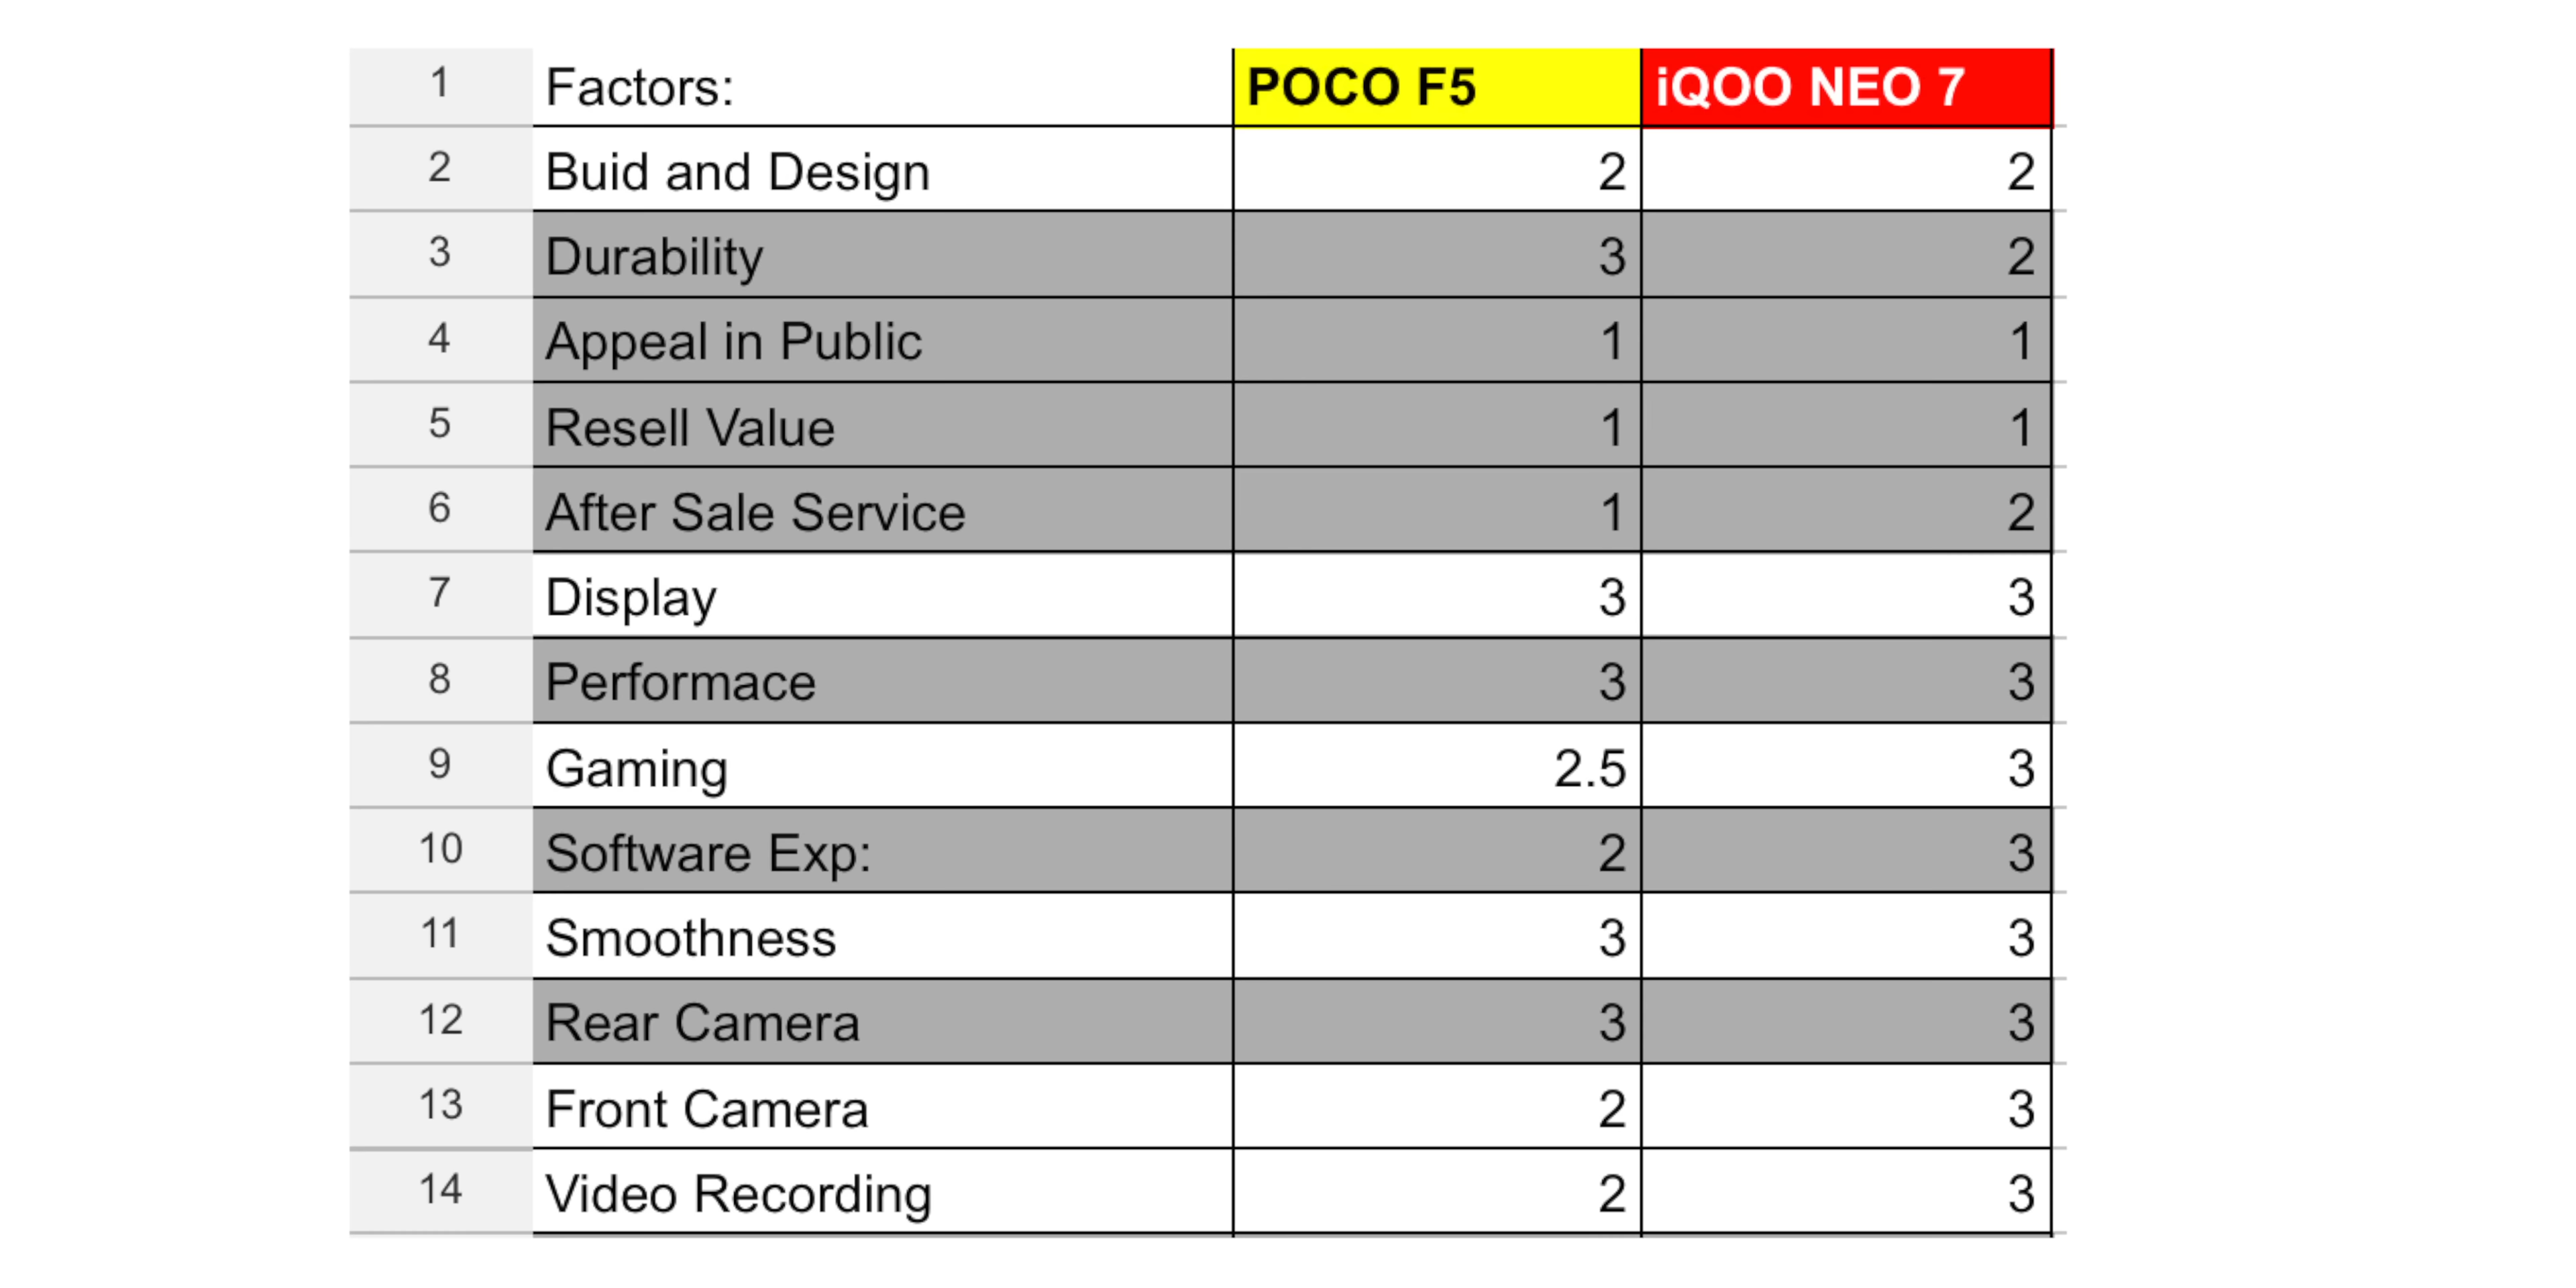 1 Factors: POCO F5 iQOO NEO 7
2 Buid and Design 2 2
3 Durability 3 2
4 Appeal in Public 1 1
5 Resell Value 1 1
6 After Sale Service 1 2
7 Display 3 3
8 Performace 3 3
9 Gaming 2.5 3
10 Software Exp: 2 3
11 Smoothness 3 3
12 Rear Camera 3 3
13 Front Camera 2 3
14 Video Recording 2 3